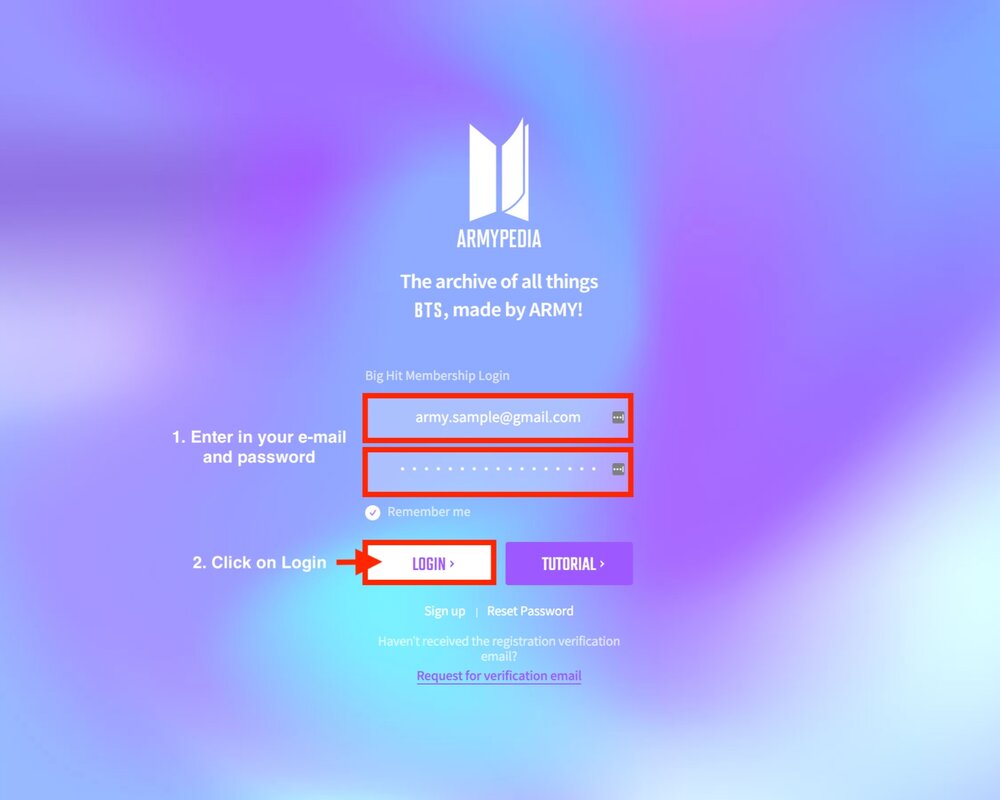 ARMYPEDIA
The archive of all things
BTS, made by ARMY!
Big Hit Membership Login
army.sample@gmail.com
1. Enter in your e-mail
and password
Remember me
2. Click on Login
LOGIN ›
TUTORIAL ›
Sign up | Reset Password
Haven't received the registration verification
email?
Request for verification email